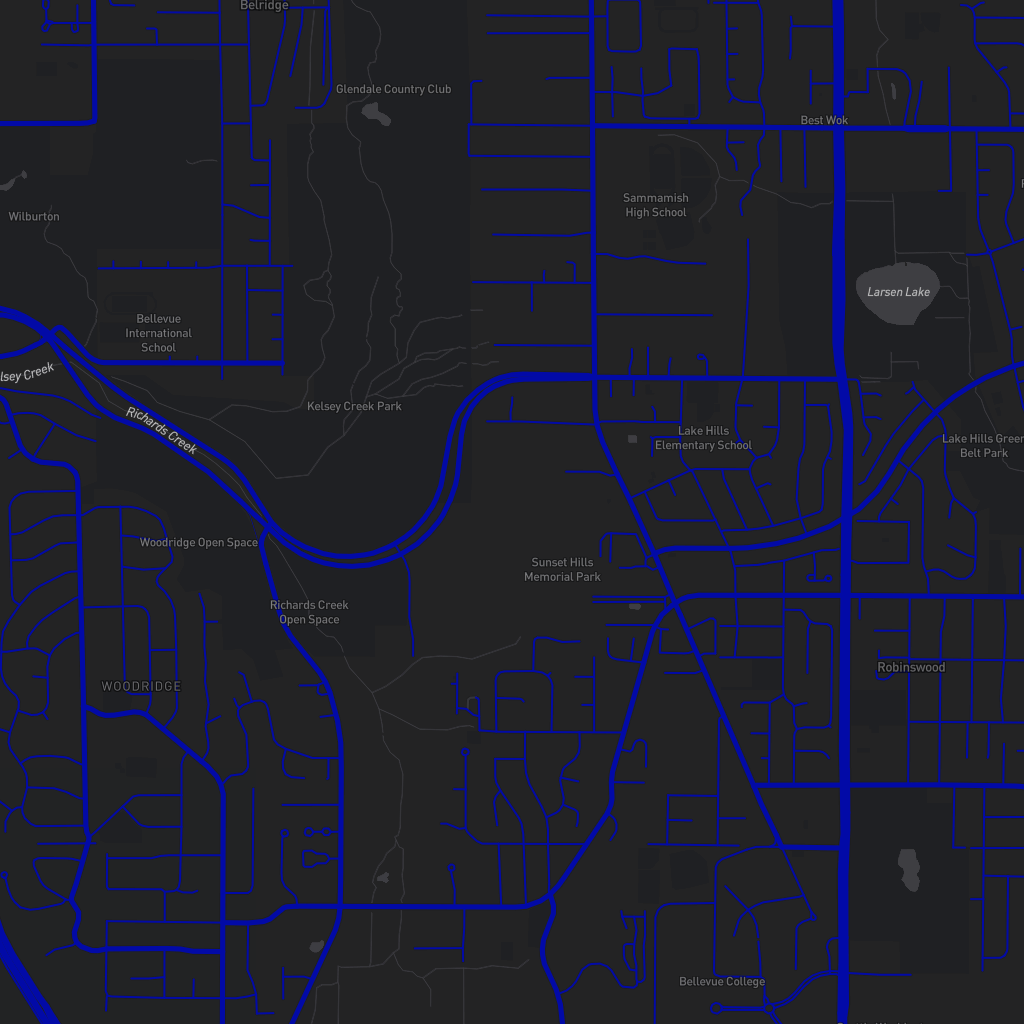 Belridge
Glendale Country Club
Best Wok
Sammamish
High School
Wilburton
Larsen Lake
Bellevue
International
School
lsey Creek
Richards Creek
Kelsey Creek Park
Lake Hills
Elementary School
Lake Hills Green
Belt Park
Woodridge Open Space
Sunset Hills
Memorial Park
Richards Creek
Open Space
WOODRIDGE
Robinswood
Bellevue College